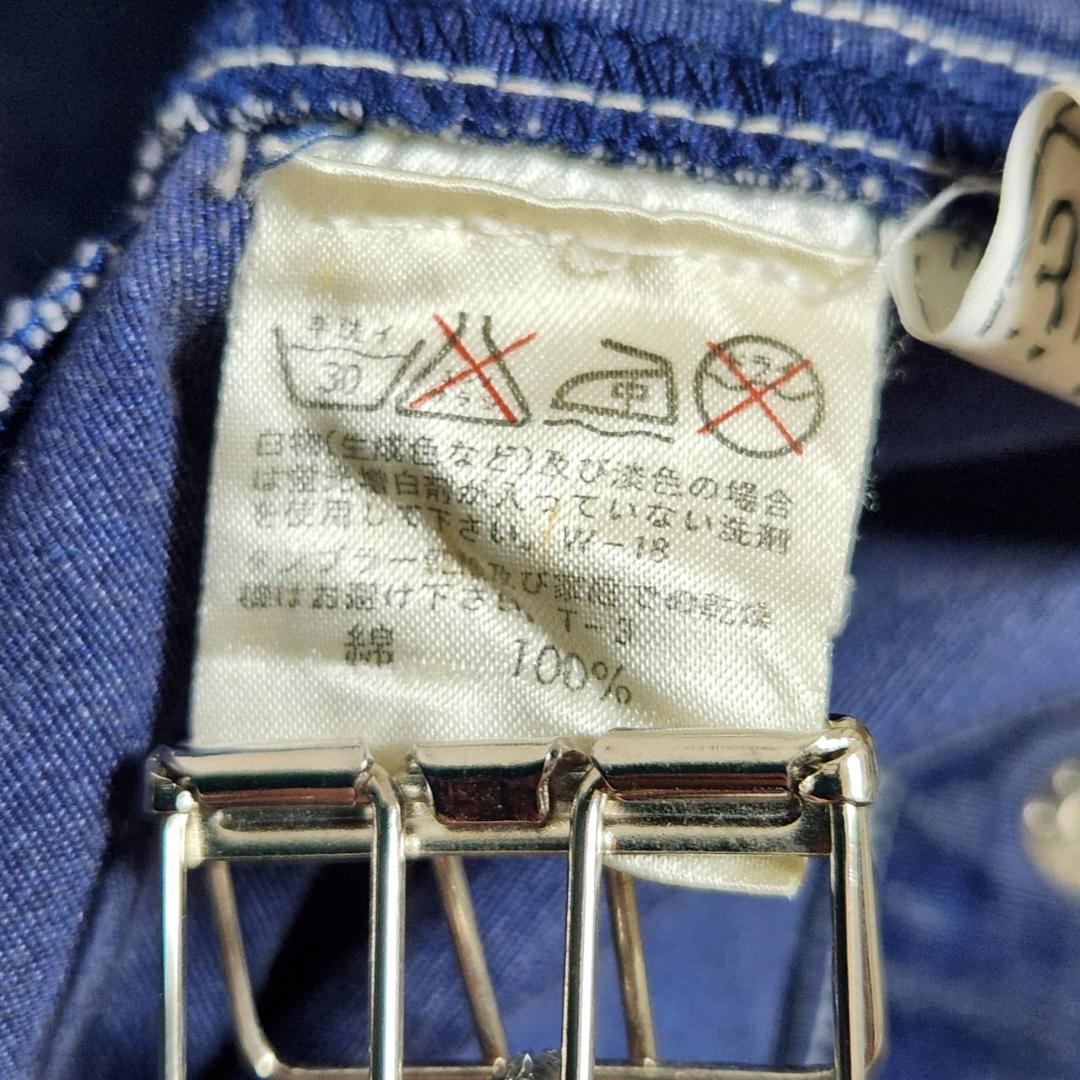 手洗イ
30
中
白物(生成色など)及び淡色の場合
は蛍光増白剤が入っていない洗剤
を使用して下さい。 W-18
タンブラー乾燥及び家庭での乾燥
機はお避け下さい。 T-3
綿 100%